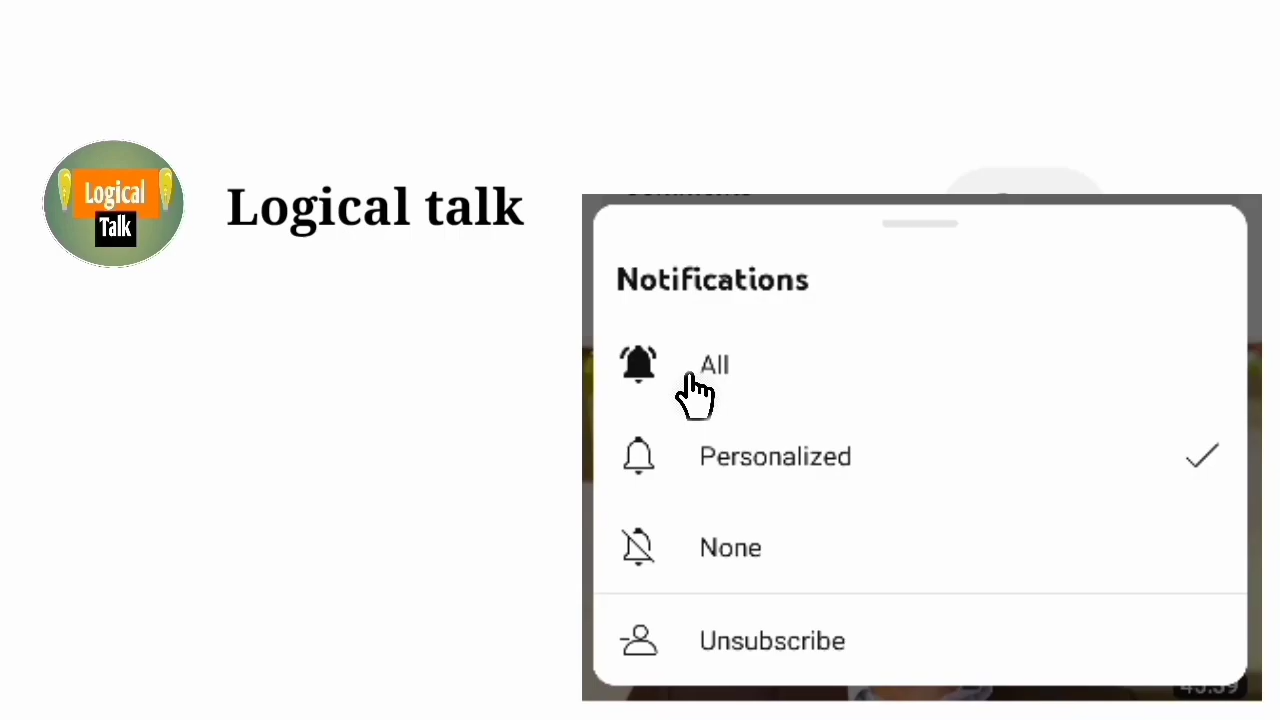 Logical
Talk
Logical talk
Notifications
All
Personalized
None
Unsubscribe